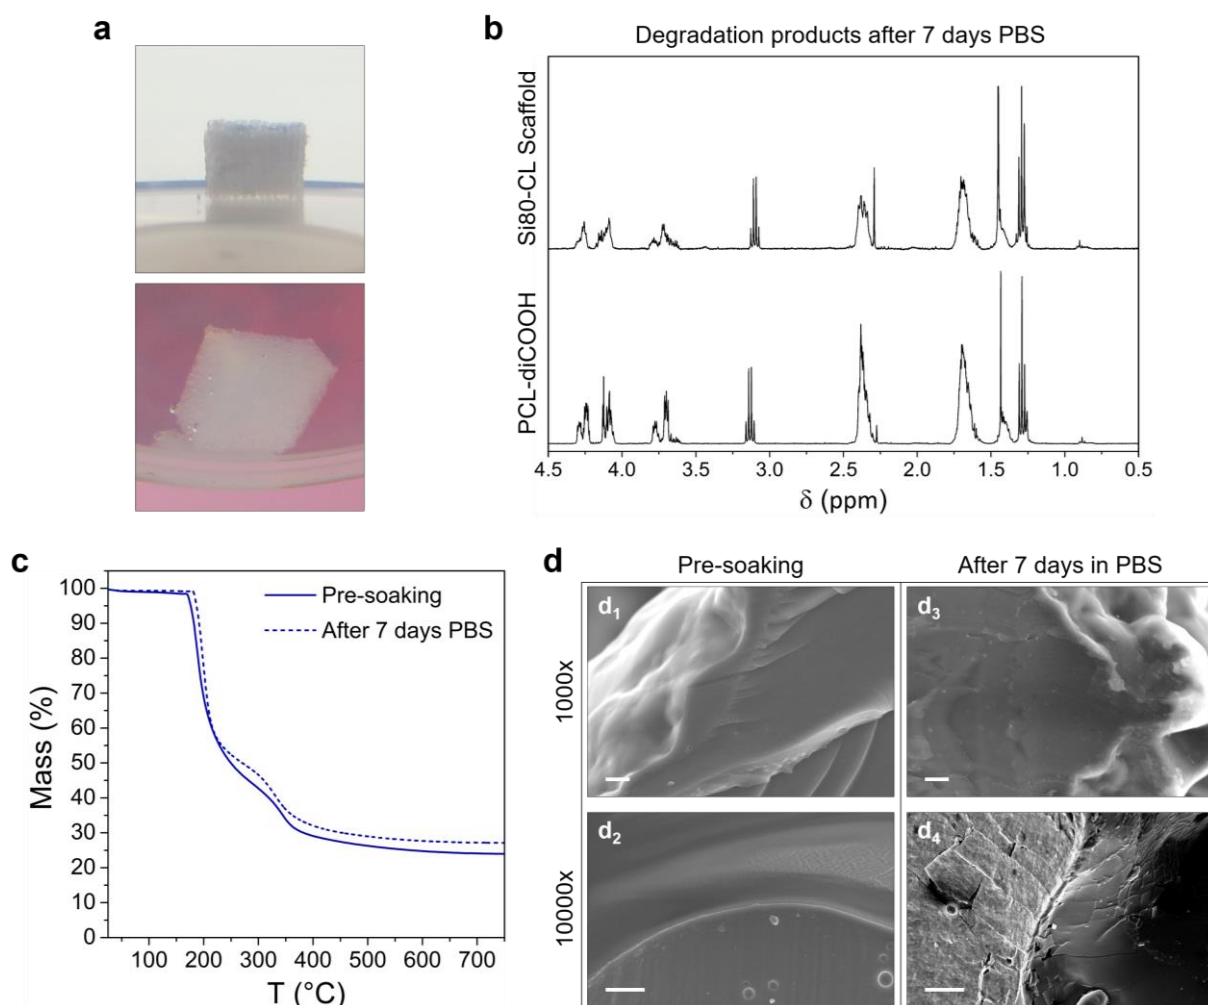 a
b
Degradation products after 7 days PBS
Si80-CL Scaffold
PCL-diCOOH
4.5 4.0 3.5 3.0 2.5 2.0 1.5 1.0 0.5
δ (ppm)
c
Pre-soaking
After 7 days PBS
Mass (%)
100
90
80
70
60
50
40
30
20
10
0
100 200 300 400 500 600 700
T (°C)
d
Pre-soaking After 7 days in PBS
1000x
d1
d3
10000x
d2
d4